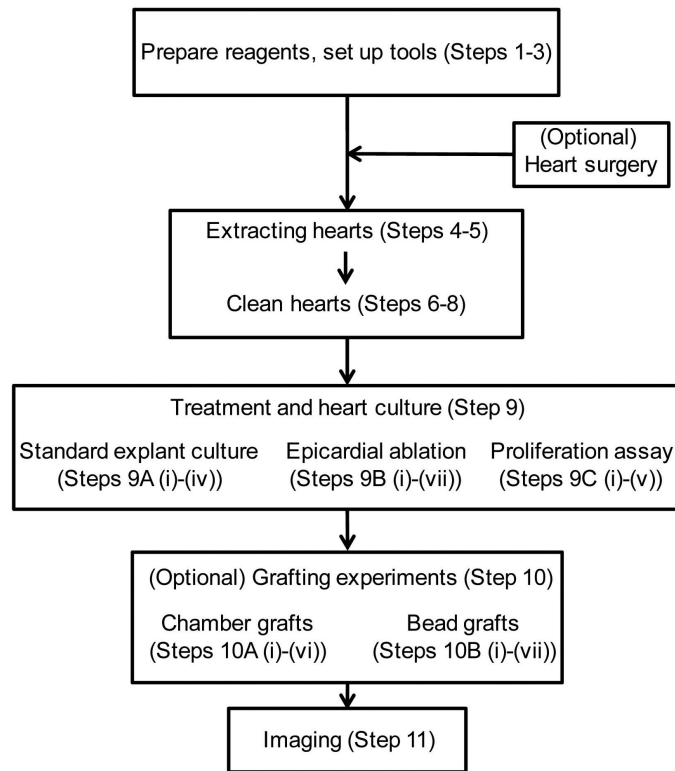 Prepare reagents, set up tools (Steps 1-3)
(Optional)
Heart surgery
Extracting hearts (Steps 4-5)
Clean hearts (Steps 6-8)
Treatment and heart culture (Step 9)
Standard explant culture
(Steps 9A (i)-(iv))
Epicardial ablation
(Steps 9B (i)-(vii))
Proliferation assay
(Steps 9C (i)-(v))
(Optional) Grafting experiments (Step 10)
Chamber grafts
(Steps 10A (i)-(vi))
Bead grafts
(Steps 10B (i)-(vii))
Imaging (Step 11)